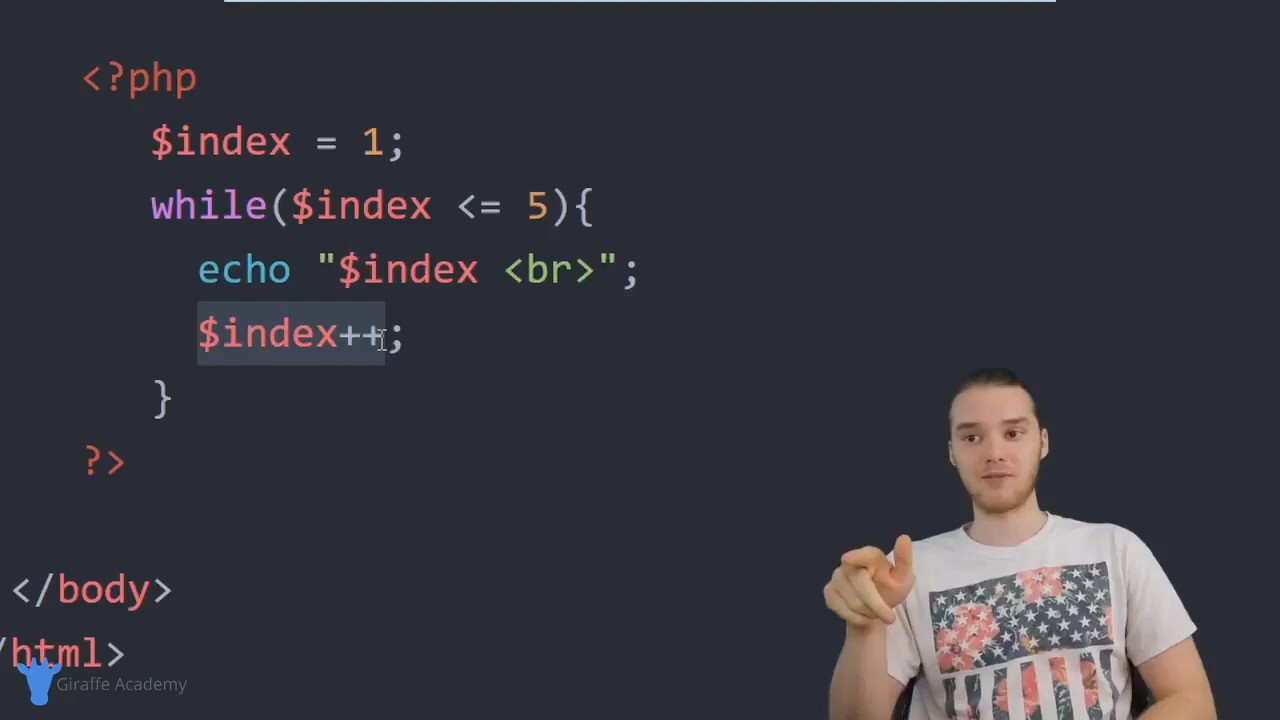 <?php
$index = 1;
while($index <= 5){
echo "$index <br>";
$index++;
}
?>
</body>
/html>
Giraffe Academy